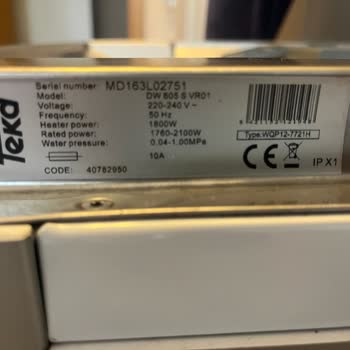 Teka
Serial number: MD163L02751
Model: DW 605 S VR01
Voltage: 220-240 V ~
Frequency: 50 Hz
Heater power: 1800W
Rated power: 1760-2100W
Water pressure: 0.04-1.00MPa
10A
CODE: 40782950
Type:WQP12-7721H
CE
IP X1